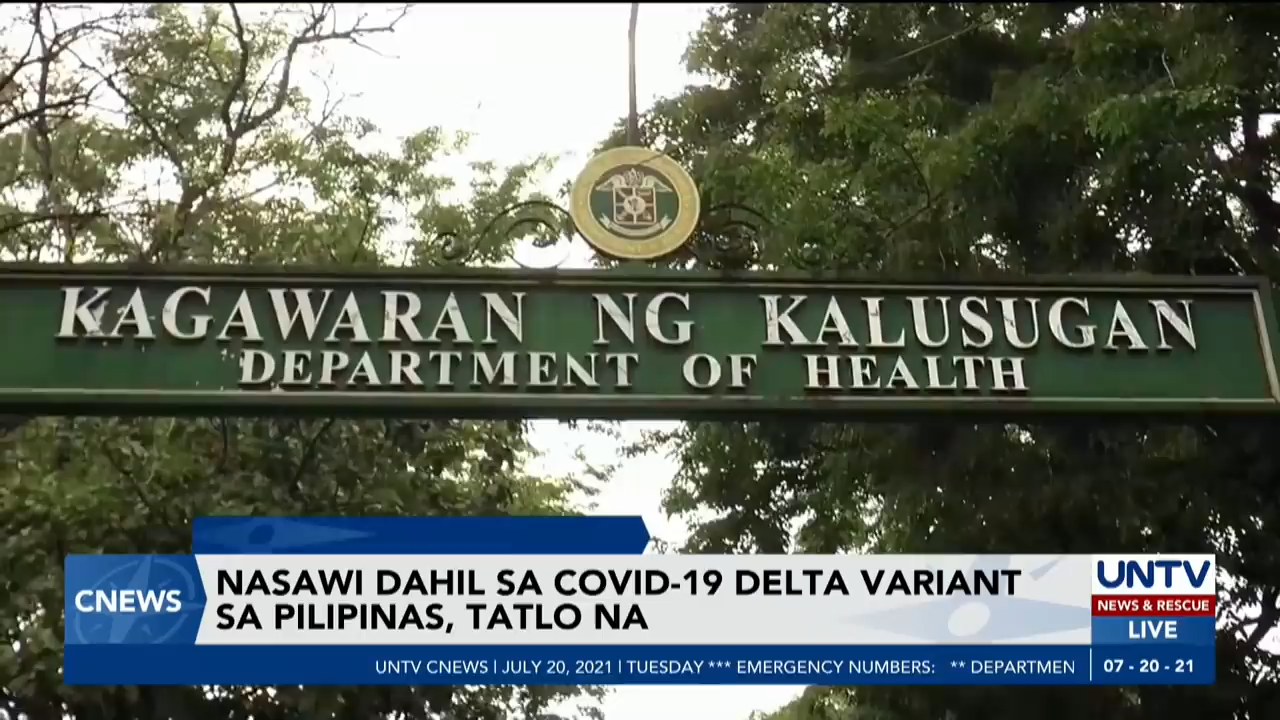 KAGAWARAN NG KALUSUGAN
DEPARTMENT OF HEALTH
CNEWS
NASAWI DAHIL SA COVID-19 DELTA VARIANT
SA PILIPINAS, TATLO NA
UNTV
NEWS & RESCUE
LIVE
UNTV CNEWS | JULY 20, 2021 | TUESDAY *** EMERGENCY NUMBERS: ** DEPARTMEN
07 - 20 - 21